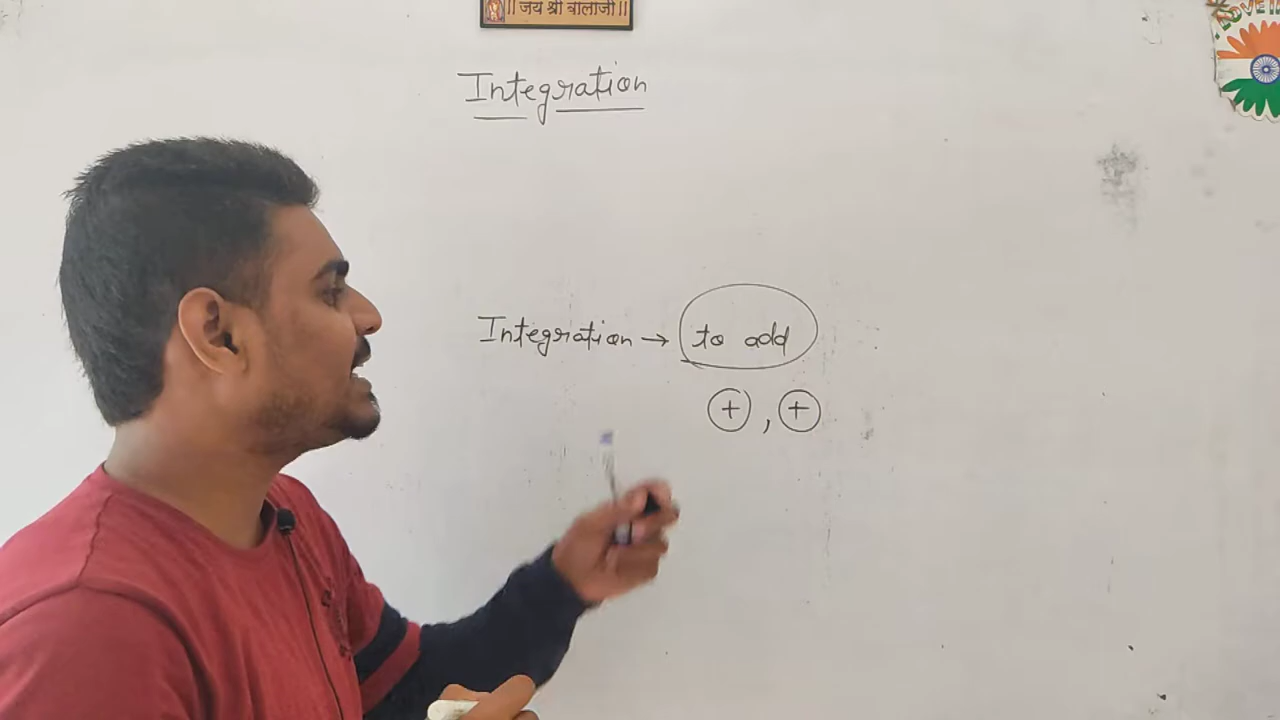 || जय श्री बालाजी ||
Integration
Integration → to add
+ , +